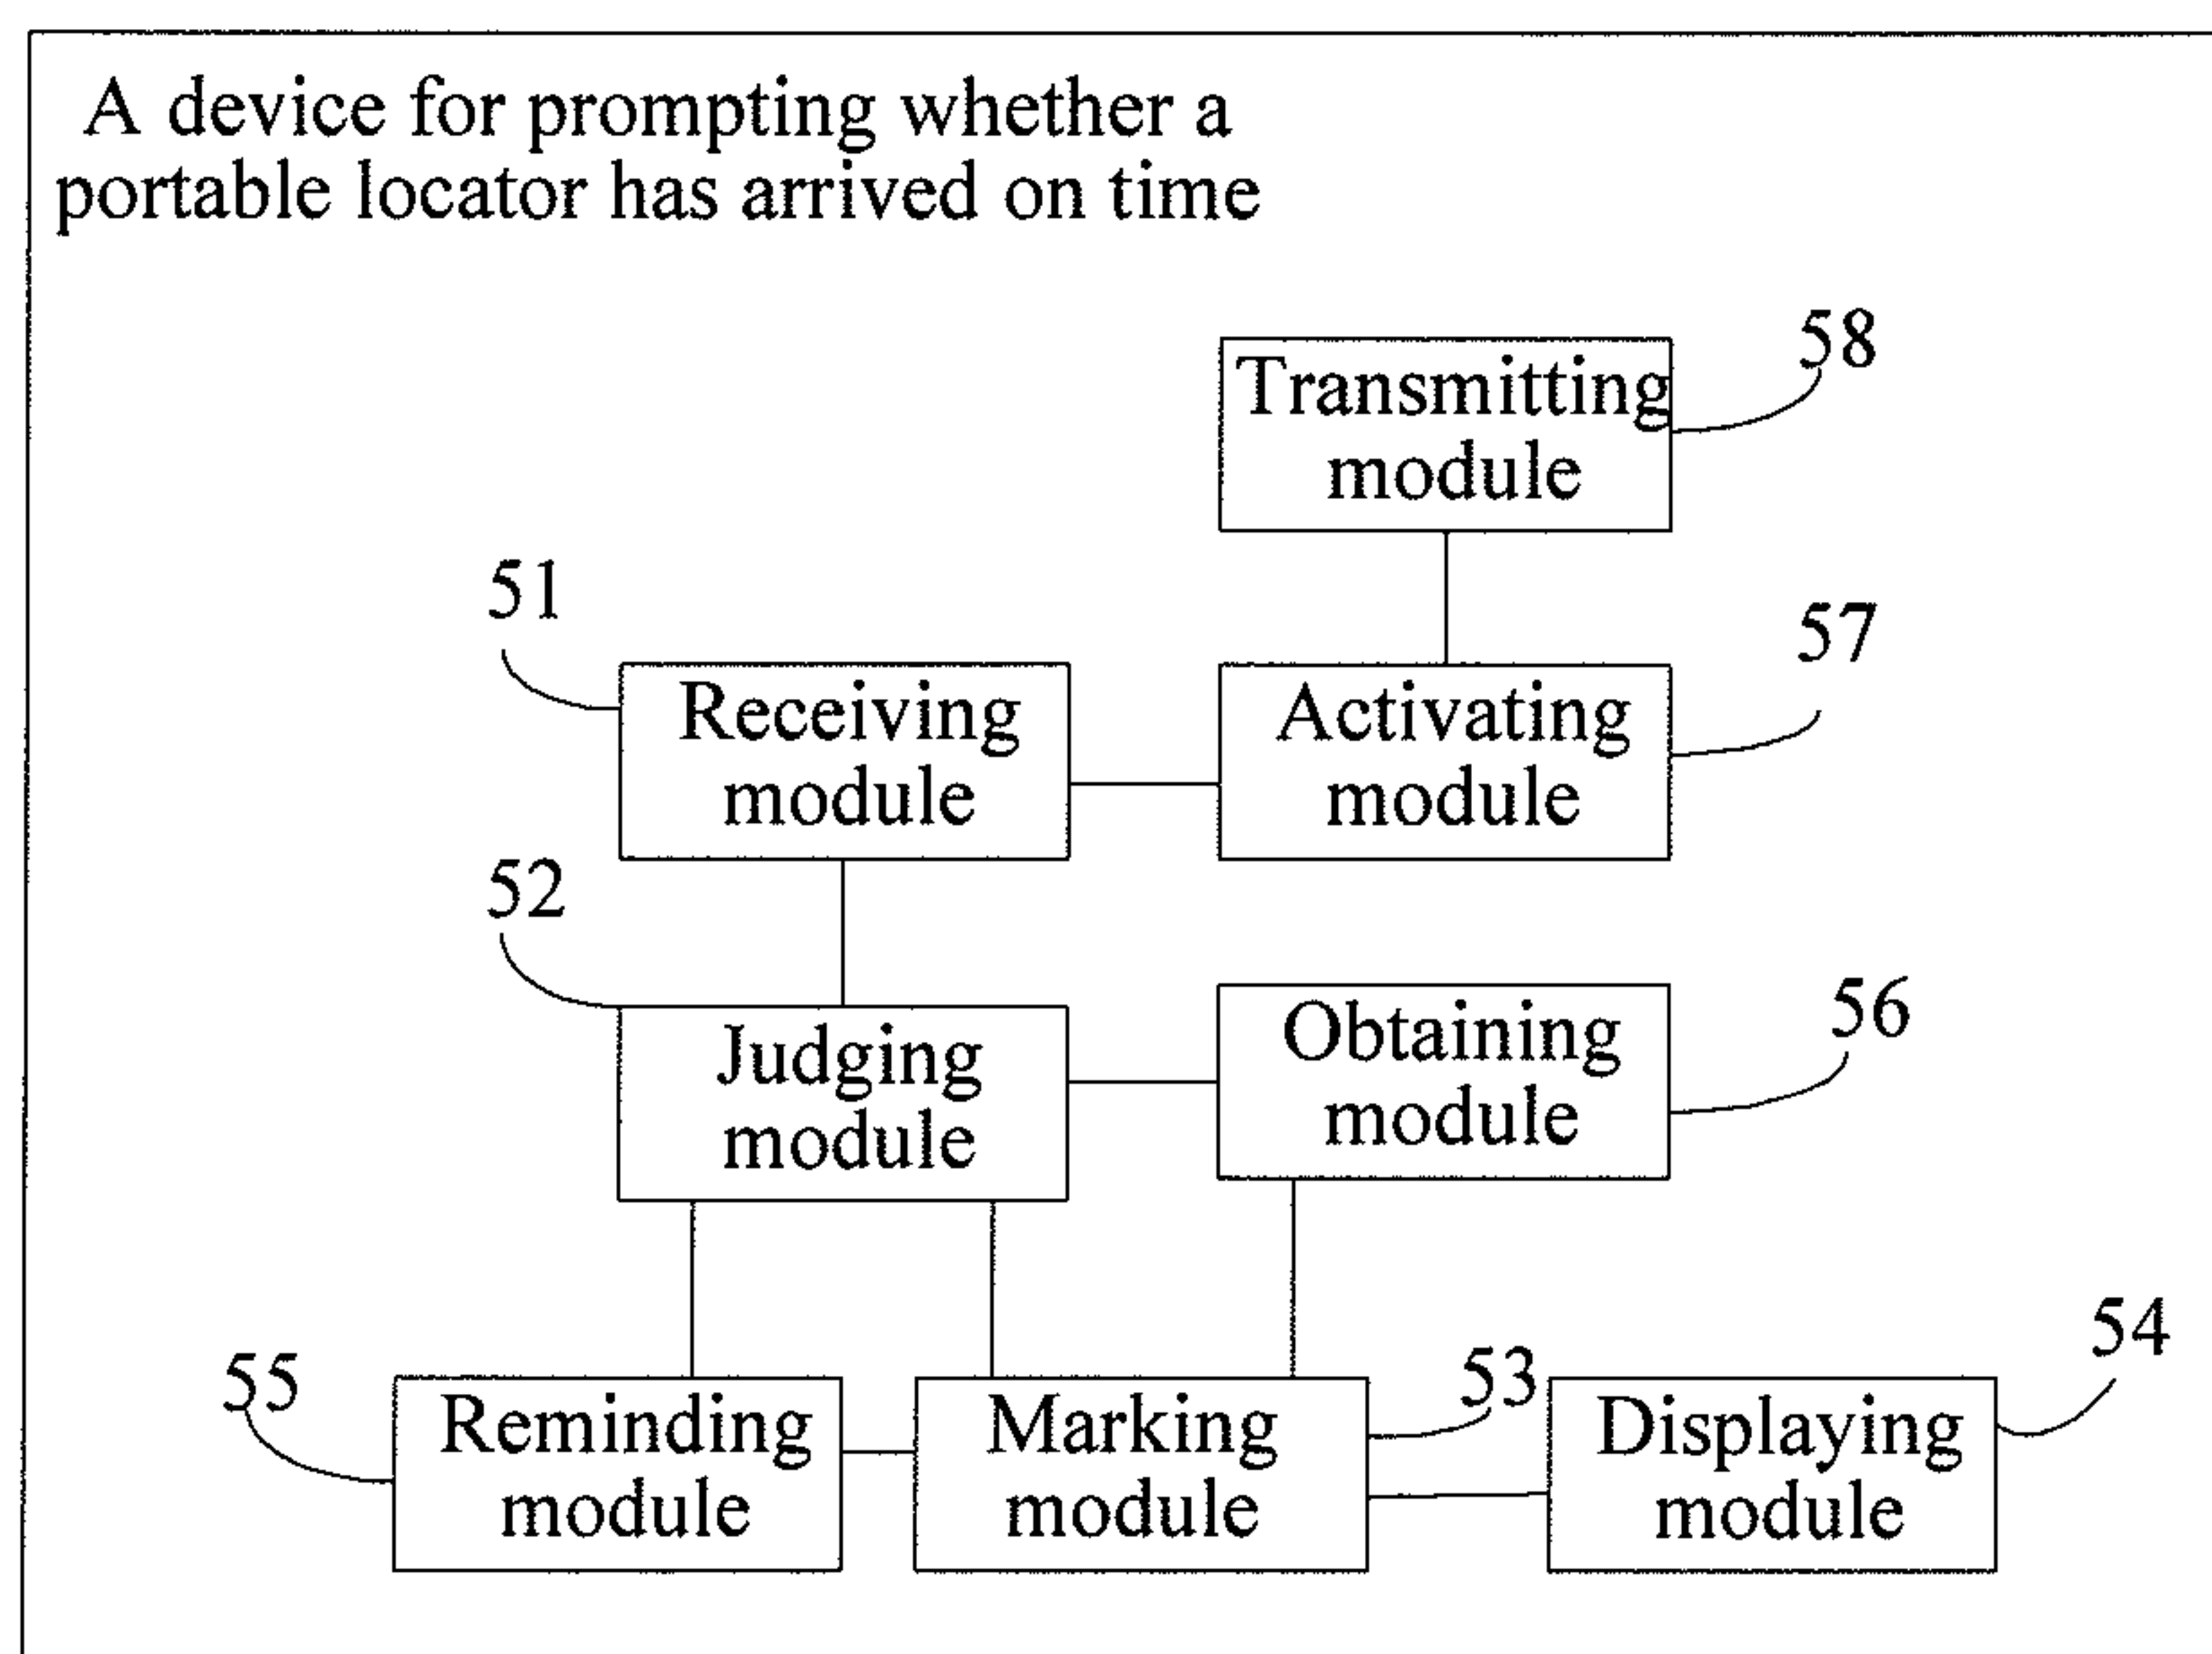 A device for prompting whether a
portable locator has arrived on time
58
Transmitting
module
51
57
Receiving
module
Activating
module
52
56
Judging
module
Obtaining
module
54
53
55
Reminding
module
Marking
module
Displaying
module